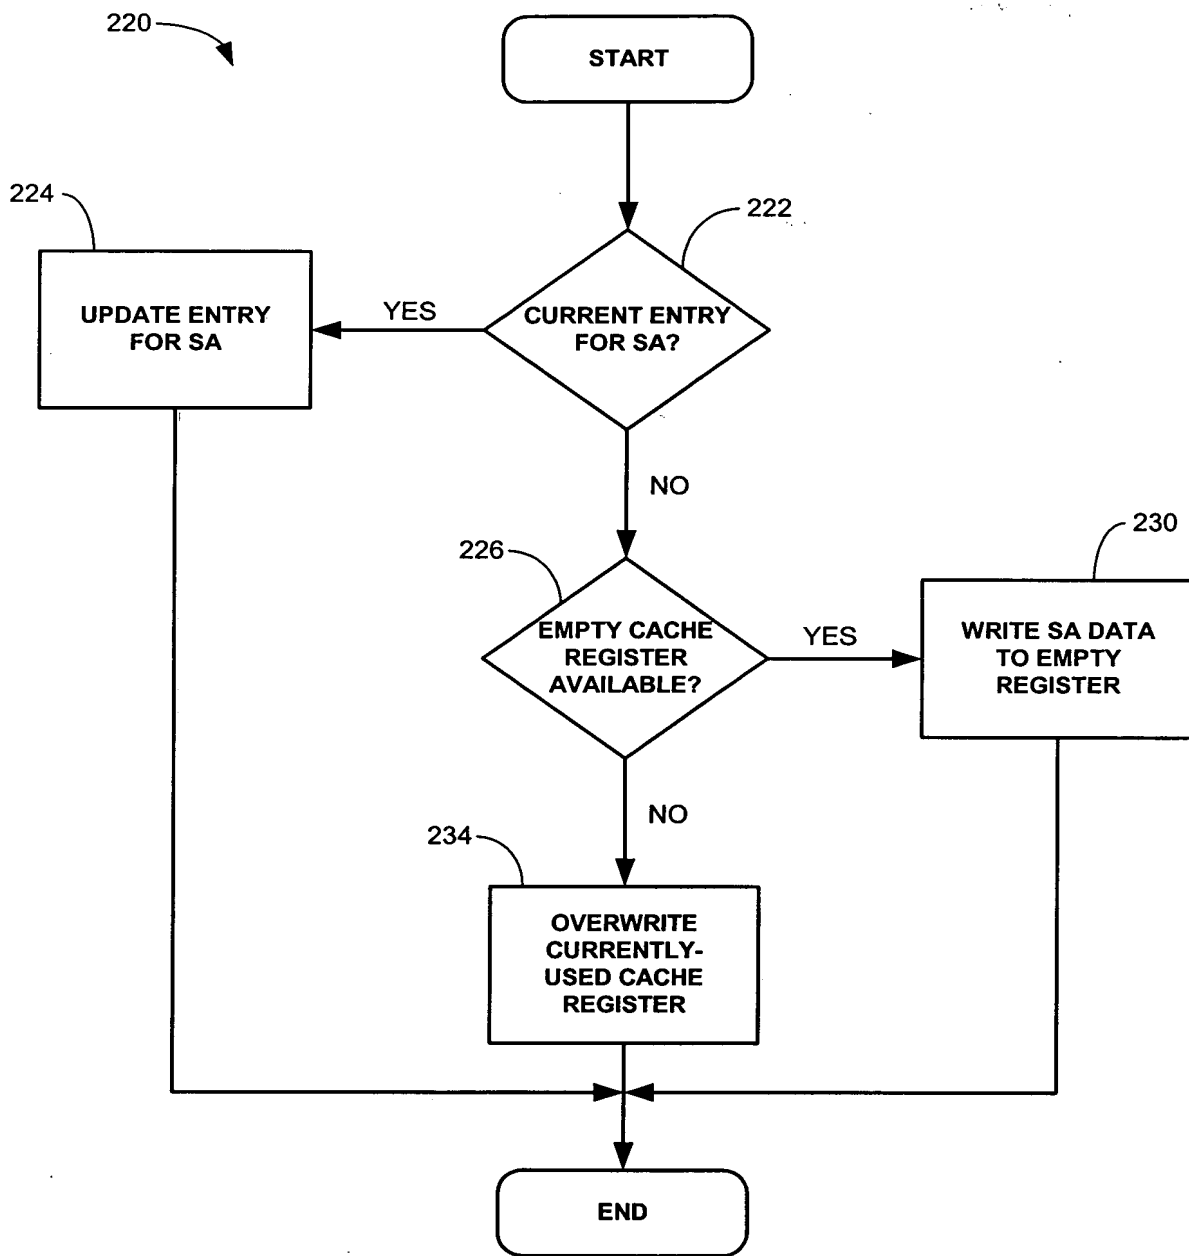 220
START
224
222
UPDATE ENTRY
FOR SA
YES
CURRENT ENTRY
FOR SA?
NO
226
230
EMPTY CACHE
REGISTER
AVAILABLE?
YES
WRITE SA DATA
TO EMPTY
REGISTER
NO
234
OVERWRITE
CURRENTLY-
USED CACHE
REGISTER
END